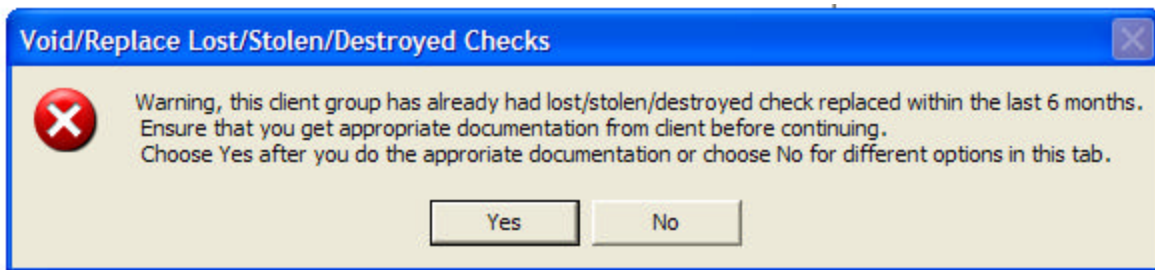 Void/Replace Lost/Stolen/Destroyed Checks
Warning, this client group has already had lost/stolen/destroyed check replaced within the last 6 months.
Ensure that you get appropriate documentation from client before continuing.
Choose Yes after you do the approriate documentation or choose No for different options in this tab.
Yes
No